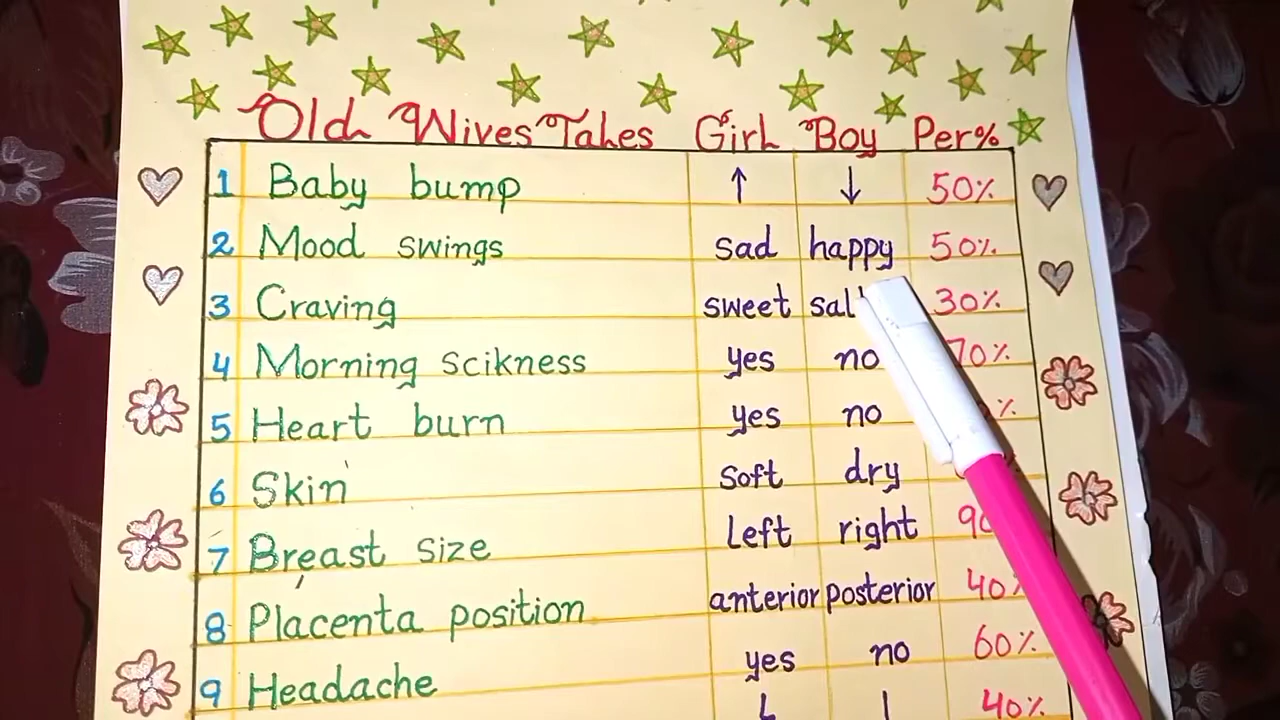 Old Wives Tales Girl Boy Per%
1 Baby bump ↑ ↓ 50%
2 Mood swings sad happy 50%
3 Craving sweet 30%
4 Morning scikness yes no 70%
5 Heart burn yes no
6 Skin soft dry
7 Breast size left right
8 Placenta position anterior posterior 40%
9 Headache yes no 60%
40%